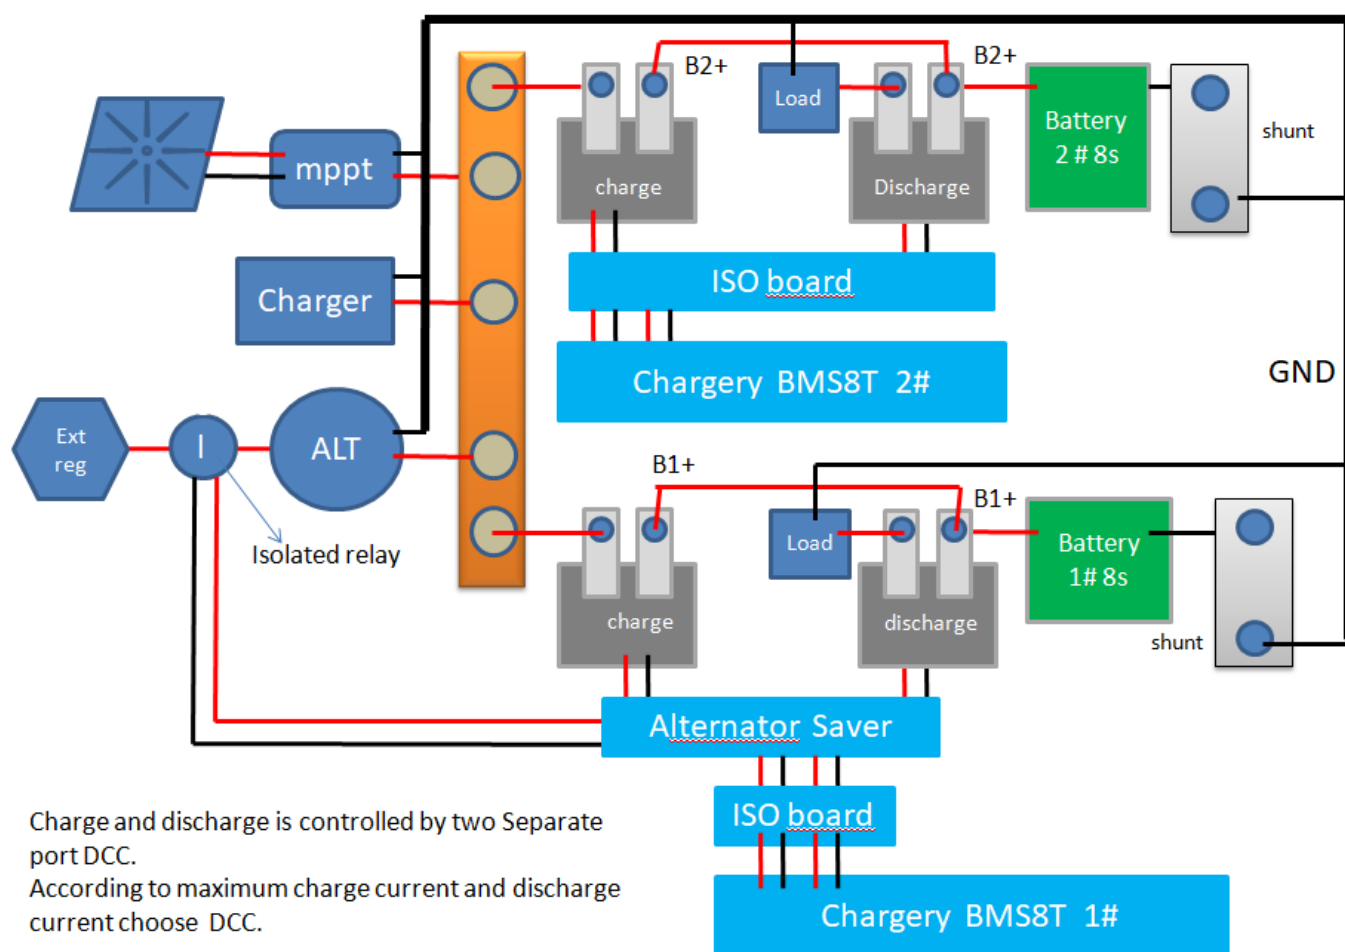 B2+
B2+
Load
Battery
2 # 8s
shunt
mppt
charge
Discharge
ISO board
Charger
Chargery BMS8T 2#
GND
Ext
reg
I
ALT
Isolated relay
B1+
B1+
Load
Battery
1# 8s
charge
discharge
shunt
Alternator Saver
ISO board
Charge and discharge is controlled by two Separate
port DCC.
According to maximum charge current and discharge
current choose DCC.
Chargery BMS8T 1#